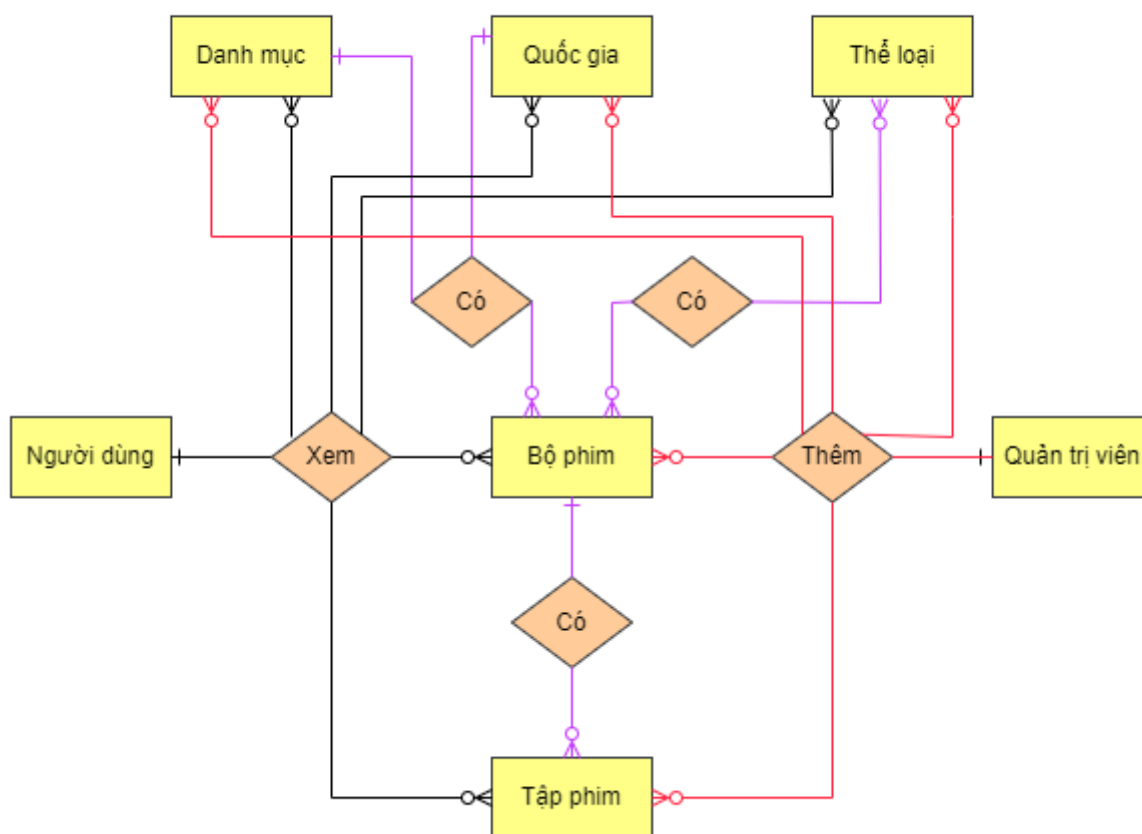 Danh mục
Quốc gia
Thể loại
Có
Có
Người dùng
Xem
Bộ phim
Thêm
Quản trị viên
Có
Tập phim